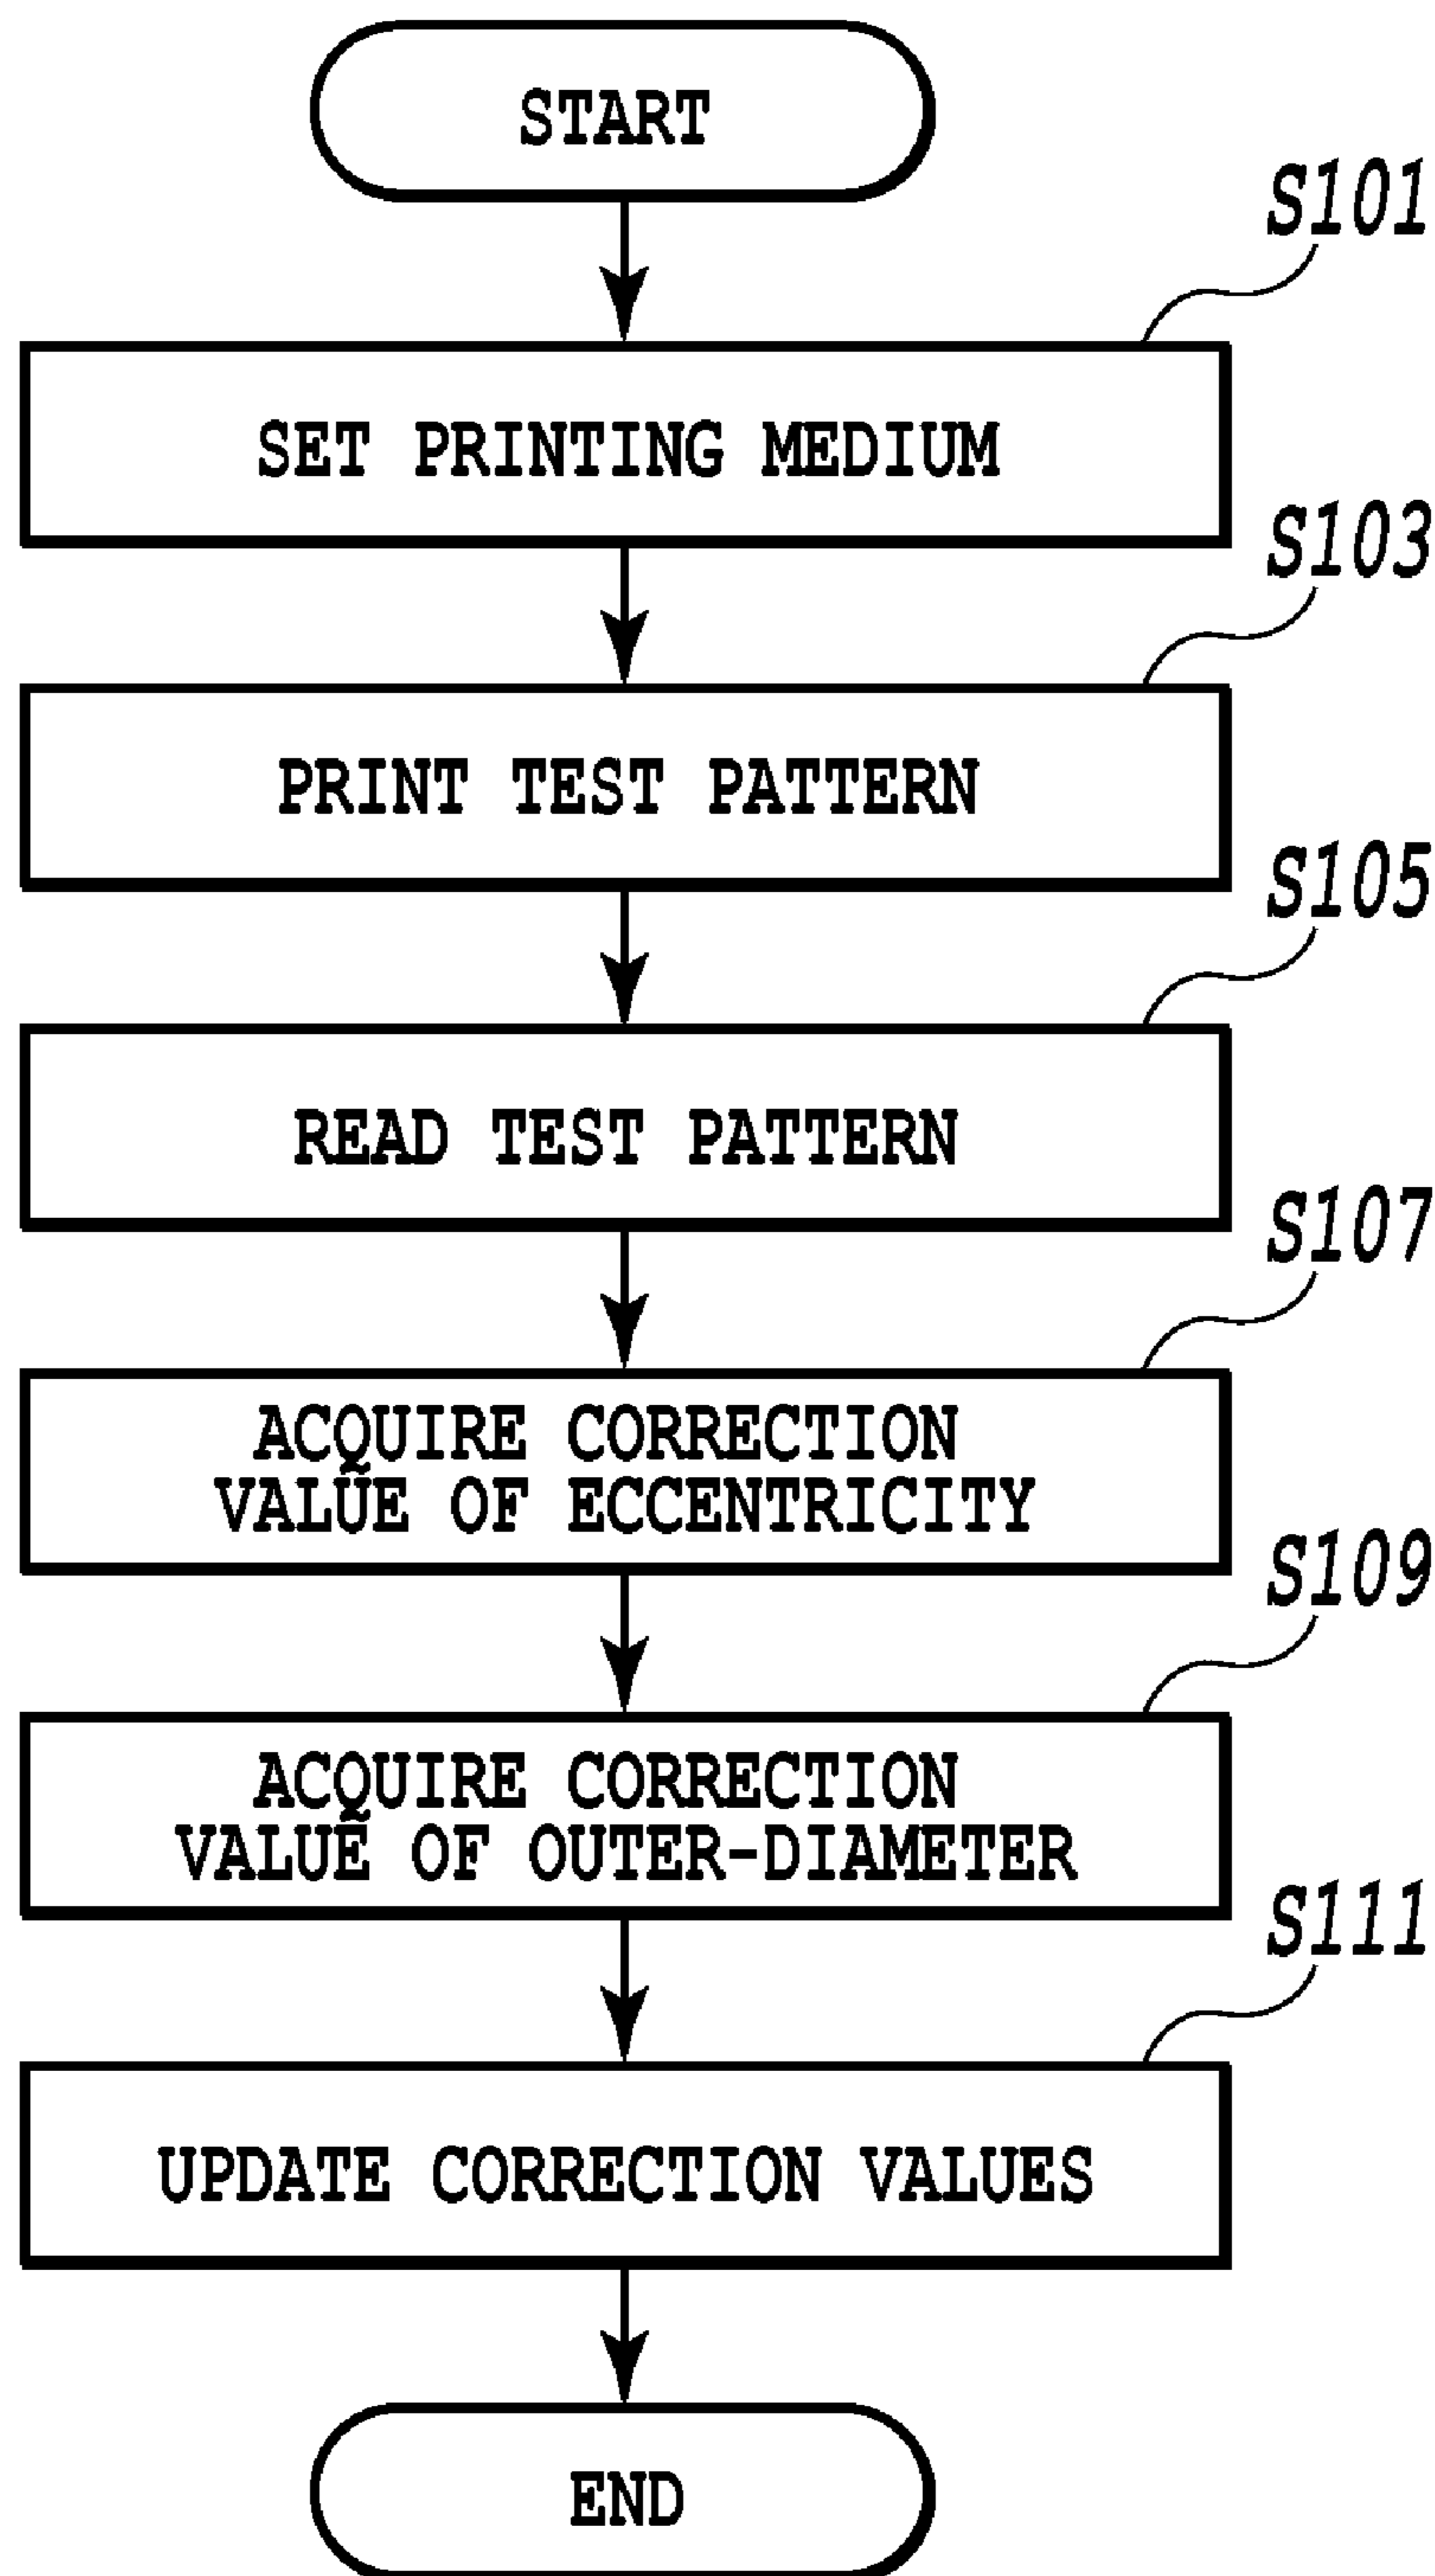 START
S101
SET PRINTING MEDIUM
S103
PRINT TEST PATTERN
S105
READ TEST PATTERN
S107
ACQUIRE CORRECTION
VALUE OF ECCENTRICITY
S109
ACQUIRE CORRECTION
VALUE OF OUTER-DIAMETER
S111
UPDATE CORRECTION VALUES
END